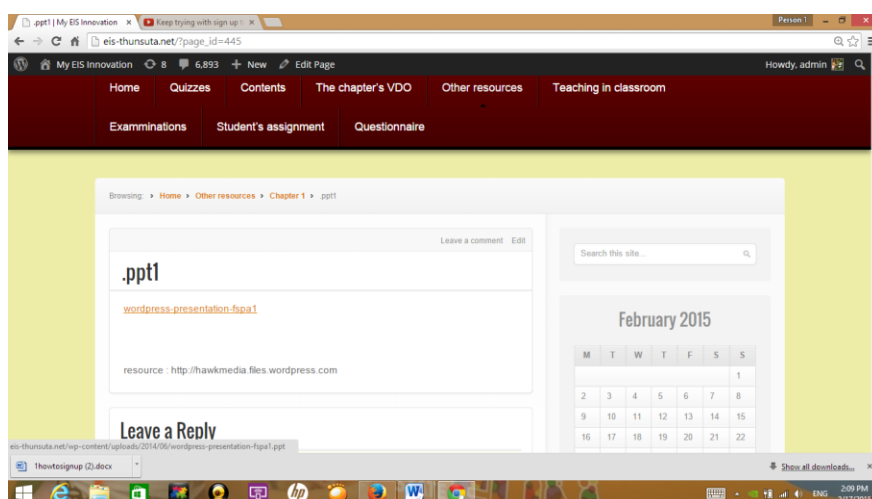 .ppt1 | My EIS Innovation
Keep trying with sign up
Person 1
eis-thunsuta.net/?page_id=445
My EIS Innovation 8 6,893 + New Edit Page Howdy, admin
Home Quizzes Contents The chapter's VDO Other resources Teaching in classroom
Examminations Student's assignment Questionnaire
Browsing: Home Other resources Chapter 1 .ppt1
Leave a comment Edit
Search this site...
.ppt1
wordpress-presentation-fspa1
February 2015
M T W T F S S
resource : http://hawkmedia.files.wordpress.com
1
2 3 4 5 6 7 8
9 10 11 12 13 14 15
16 17 18 19 20 21 22
Leave a Reply
eis-thunsuta.net/wp-content/uploads/2014/06/wordpress-presentation-fspa1.ppt
1howtosignup (2).docx
Show all downloads...
hp
W
ENG
2:09 PM